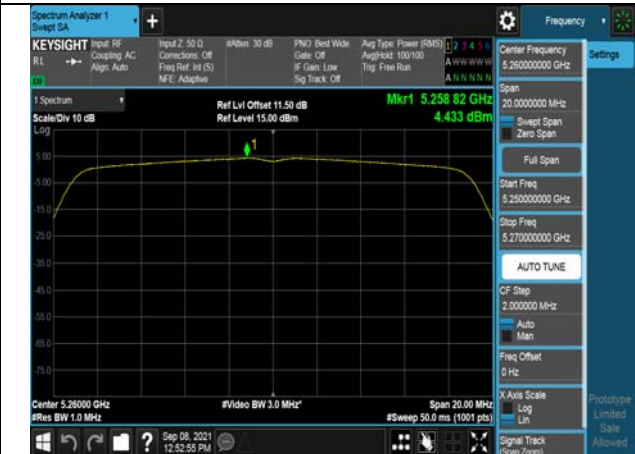 Spectrum Analyzer 1
Swept SA
+
Frequency
KEYSIGHT
RL
Input: RF
Coupling: AC
Align: Auto
Input Z: 50 Ω
Corrections: Off
Freq Ref: Int (S)
NFE: Adaptive
#Atten: 30 dB
PNO: Best Wide
Gate: Off
IF Gain: Low
Sig Track: Off
Avg Type: Power (RMS)
Avg|Hold: 100/100
Trig: Free Run
1 2 3 4 5 6
A W W W W W
A N N N N N
1 Spectrum
Scale/Div 10 dB
Log
Ref Lvl Offset 11.50 dB
Ref Level 15.00 dBm
Mkr1 5.258 82 GHz
4.433 dBm
1
5.00
-5.00
-15.0
-25.0
-35.0
-45.0
-55.0
-65.0
-75.0
Center 5.26000 GHz
#Res BW 1.0 MHz
#Video BW 3.0 MHz*
Span 20.00 MHz
#Sweep 50.0 ms (1001 pts)
Center Frequency
5.260000000 GHz
Settings
Span
20.0000000 MHz
Swept Span
Zero Span
Full Span
Start Freq
5.250000000 GHz
Stop Freq
5.270000000 GHz
AUTO TUNE
CF Step
2.000000 MHz
Auto
Man
Freq Offset
0 Hz
X Axis Scale
Log
Lin
Signal Track
(Span Zoom)
Prototype
Limited
Sale
Allowed
?
Sep 08, 2021
12:52:55 PM